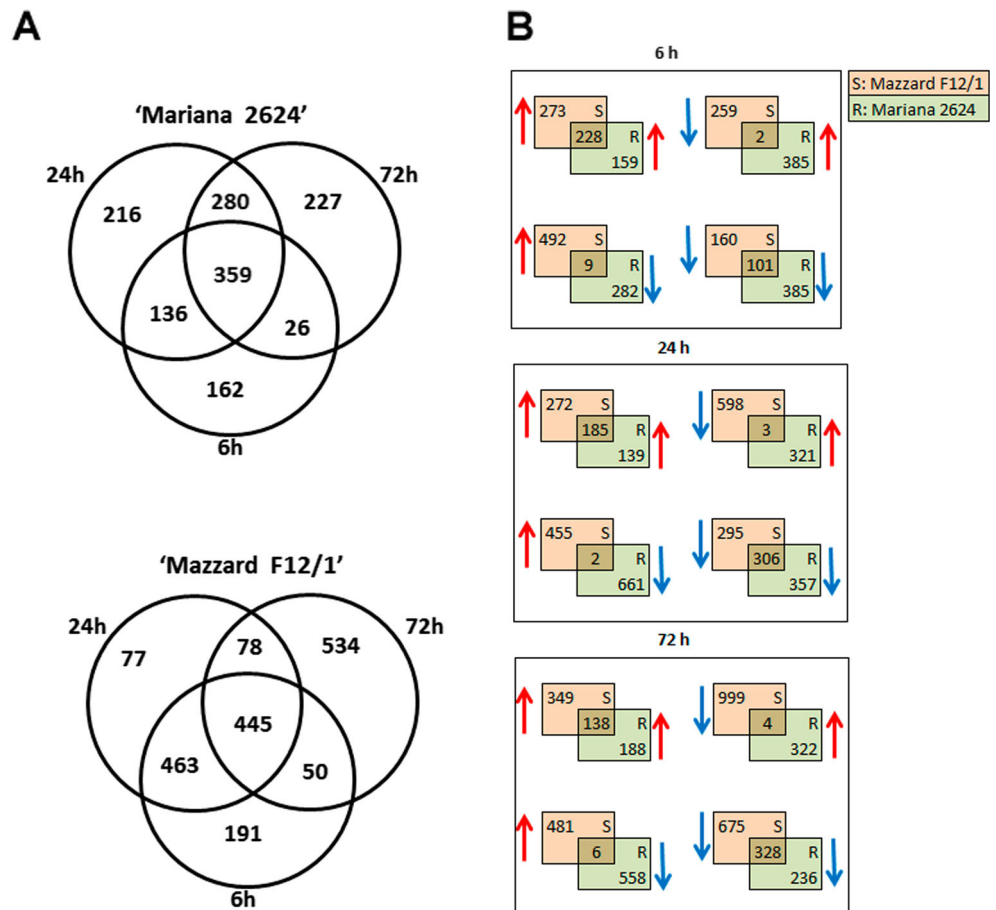 A
'Mariana 2624'
24h
72h
216
280
227
359
136
26
162
6h
'Mazzard F12/1'
24h
72h
77
78
534
445
463
50
191
6h
B
6 h
S: Mazzard F12/1
R: Mariana 2624
273 S
228 R
159
259 S
2 R
385
492 S
9 R
282
160 S
101 R
385
24 h
272 S
185 R
139
598 S
3 R
321
455 S
2 R
661
295 S
306 R
357
72 h
349 S
138 R
188
999 S
4 R
322
481 S
6 R
558
675 S
328 R
236